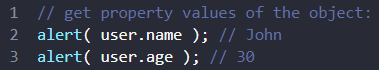 1 // get property values of the object:
2 alert( user.name ); // John
3 alert( user.age ); // 30